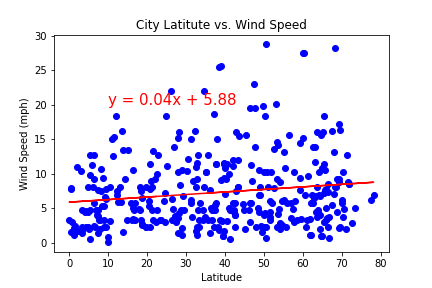 City Latitute vs. Wind Speed
30
25
20
15
10
5
0
Wind Speed (mph)
y = 0.04x + 5.88
0 10 20 30 40 50 60 70 80
Latitude